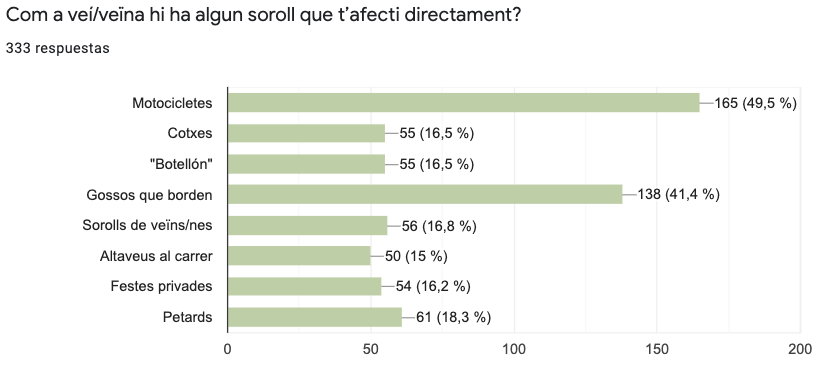 Com a veí/veïna hi ha algun soroll que t’afecti directament?
333 respuestas
Motocicletes 165 (49,5 %)
Cotxes 55 (16,5 %)
"Botellón" 55 (16,5 %)
Gossos que borden 138 (41,4 %)
Sorolls de veïns/nes 56 (16,8 %)
Altaveus al carrer 50 (15 %)
Festes privades 54 (16,2 %)
Petards 61 (18,3 %)
0 50 100 150 200